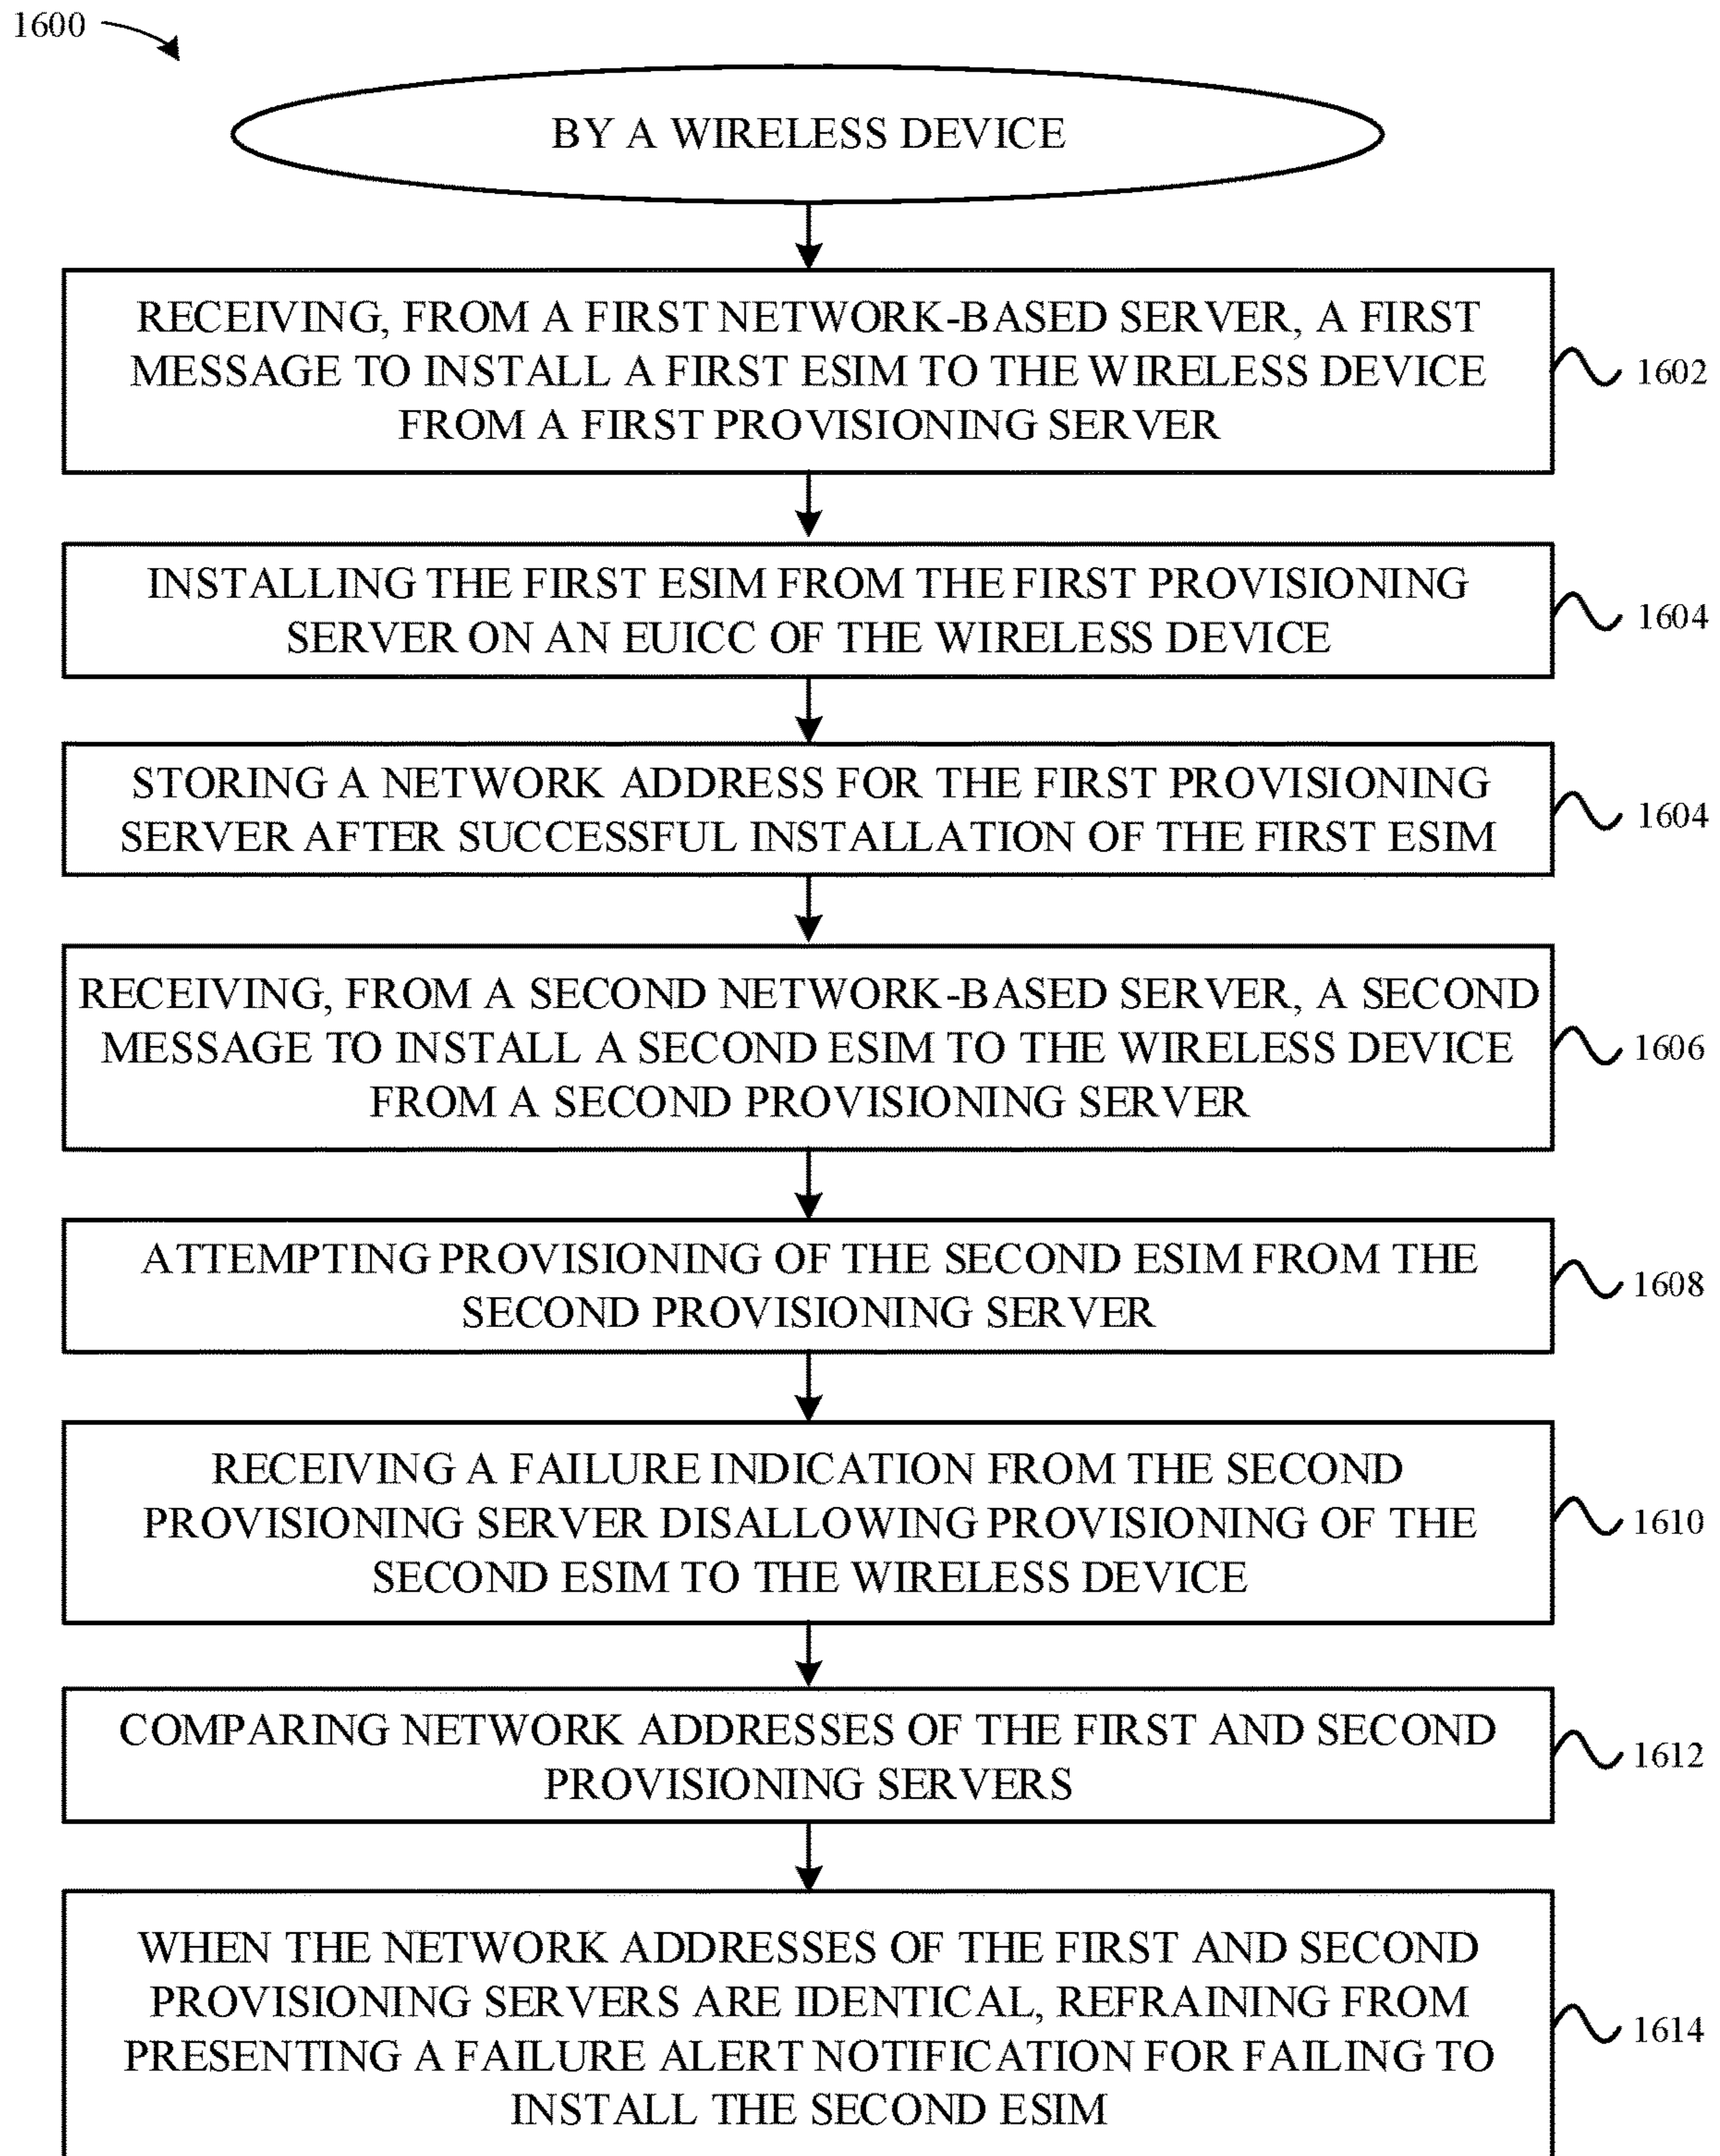 1600
BY A WIRELESS DEVICE
RECEIVING, FROM A FIRST NETWORK-BASED SERVER, A FIRST
MESSAGE TO INSTALL A FIRST ESIM TO THE WIRELESS DEVICE
FROM A FIRST PROVISIONING SERVER
1602
INSTALLING THE FIRST ESIM FROM THE FIRST PROVISIONING
SERVER ON AN EUICC OF THE WIRELESS DEVICE
1604
STORING A NETWORK ADDRESS FOR THE FIRST PROVISIONING
SERVER AFTER SUCCESSFUL INSTALLATION OF THE FIRST ESIM
1604
RECEIVING, FROM A SECOND NETWORK-BASED SERVER, A SECOND
MESSAGE TO INSTALL A SECOND ESIM TO THE WIRELESS DEVICE
FROM A SECOND PROVISIONING SERVER
1606
ATTEMPTING PROVISIONING OF THE SECOND ESIM FROM THE
SECOND PROVISIONING SERVER
1608
RECEIVING A FAILURE INDICATION FROM THE SECOND
PROVISIONING SERVER DISALLOWING PROVISIONING OF THE
SECOND ESIM TO THE WIRELESS DEVICE
1610
COMPARING NETWORK ADDRESSES OF THE FIRST AND SECOND
PROVISIONING SERVERS
1612
WHEN THE NETWORK ADDRESSES OF THE FIRST AND SECOND
PROVISIONING SERVERS ARE IDENTICAL, REFRAINING FROM
PRESENTING A FAILURE ALERT NOTIFICATION FOR FAILING TO
INSTALL THE SECOND ESIM
1614